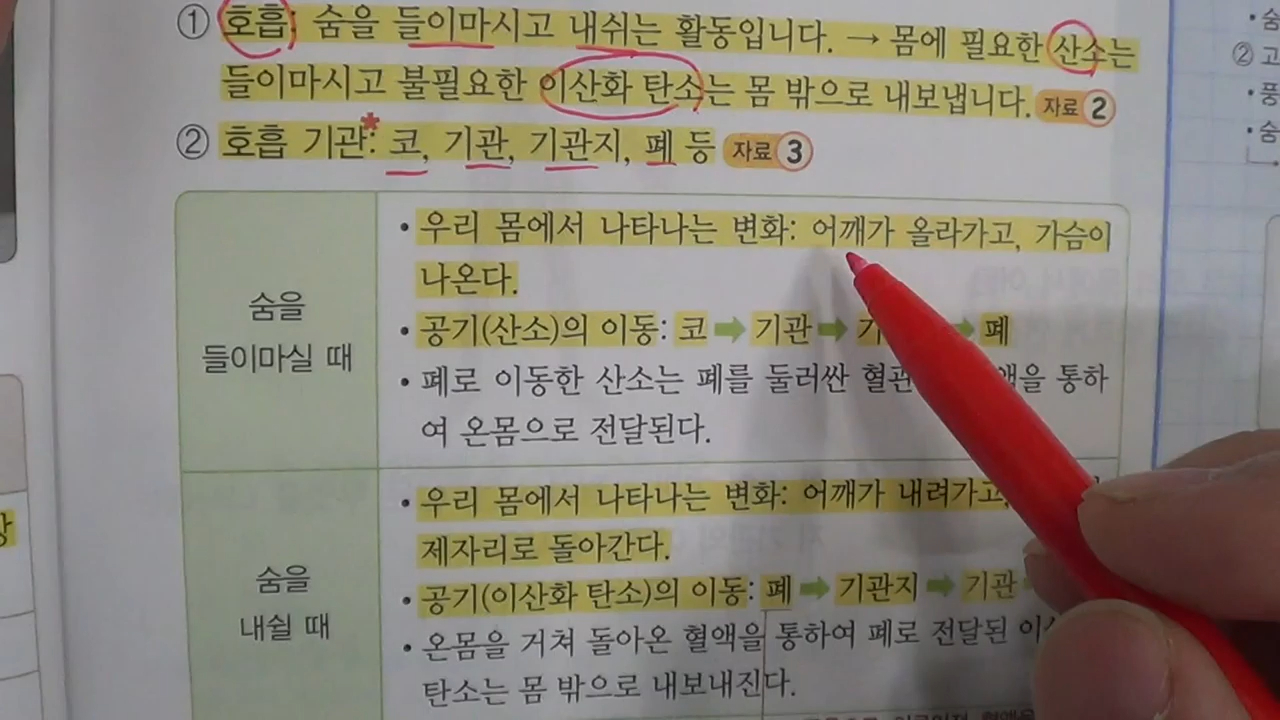 ① 호흡: 숨을 들이마시고 내쉬는 활동입니다. → 몸에 필요한 산소는
들이마시고 불필요한 이산화 탄소는 몸 밖으로 내보냅니다. 자료 2
② 호흡 기관*: 코, 기관, 기관지, 폐 등 자료 3
숨을
들이마실 때
• 우리 몸에서 나타나는 변화: 어깨가 올라가고, 가슴이
나온다.
• 공기(산소)의 이동: 코 ➡ 기관 ➡ ➡ 폐
• 폐로 이동한 산소는 폐를 둘러싼 통하
여 온몸으로 전달된다.
숨을
내쉴 때
• 우리 몸에서 나타나는 변화: 어깨가 내려가고,
제자리로 돌아간다.
• 공기(이산화 탄소)의 이동: 폐 ➡ 기관지 ➡ 기관
• 온몸을 거쳐 돌아온 혈액을 통하여 폐로 전달된
탄소는 몸 밖으로 내보내진다.